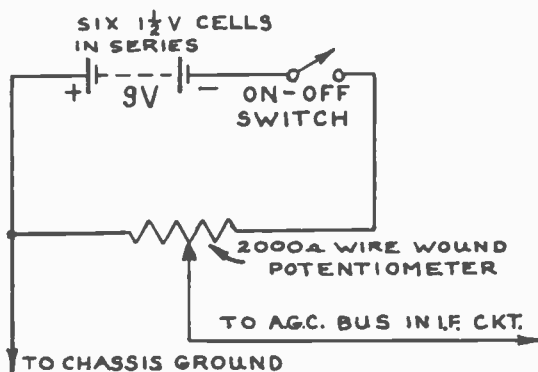 SIX 1½ V CELLS
IN SERIES
+ 9V −
ON-OFF
SWITCH
2000Ω WIRE WOUND
POTENTIOMETER
TO A.G.C. BUS IN I.F. CKT.
TO CHASSIS GROUND